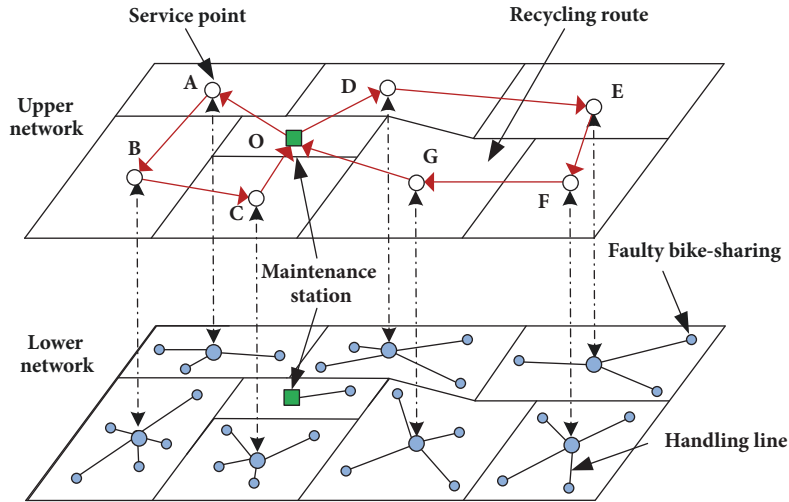 Service point
Recycling route
A
D
E
Upper
network
B
O
G
C
F
Maintenance
station
Faulty bike-sharing
Lower
network
Handling line